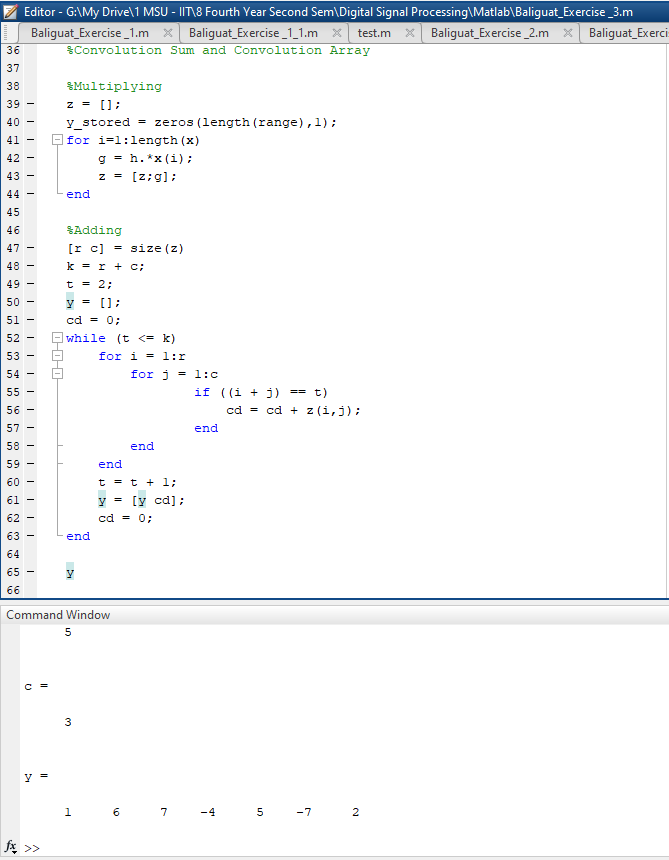 Editor - G:\My Drive\1 MSU - IIT\8 Fourth Year Second Sem\Digital Signal Processing\Matlab\Baliguat_Exercise _3.m
Baliguat_Exercise _1.m × Baliguat_Exercise _1_1.m × test.m × Baliguat_Exercise _2.m × Baliguat_Exerci
36 %Convolution Sum and Convolution Array
37
38 %Multiplying
39 – z = [];
40 – y_stored = zeros(length(range),1);
41 – for i=1:length(x)
42 – g = h.*x(i);
43 – z = [z;g];
44 – end
45
46 %Adding
47 – [r c] = size(z)
48 – k = r + c;
49 – t = 2;
50 – y = [];
51 – cd = 0;
52 – while (t <= k)
53 – for i = 1:r
54 – for j = 1:c
55 – if ((i + j) == t)
56 – cd = cd + z(i,j);
57 – end
58 – end
59 – end
60 – t = t + 1;
61 – y = [y cd];
62 – cd = 0;
63 – end
64
65 – y
66
Command Window
5
c =
3
y =
1 6 7 -4 5 -7 2
fx >>